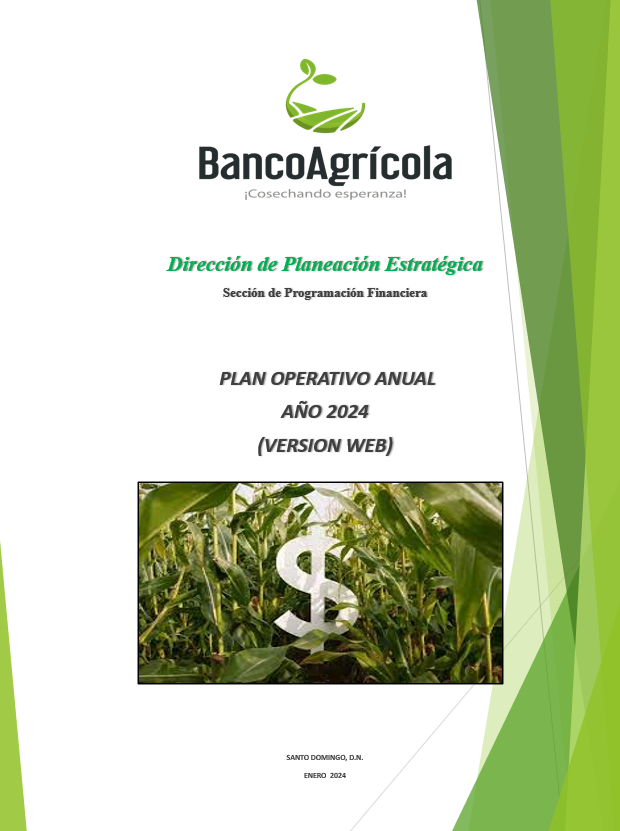 BancoAgrícola
¡Cosechando esperanza!
Dirección de Planeación Estratégica
Sección de Programación Financiera
PLAN OPERATIVO ANUAL
AÑO 2024
(VERSION WEB)
$
SANTO DOMINGO, D.N.
ENERO 2024